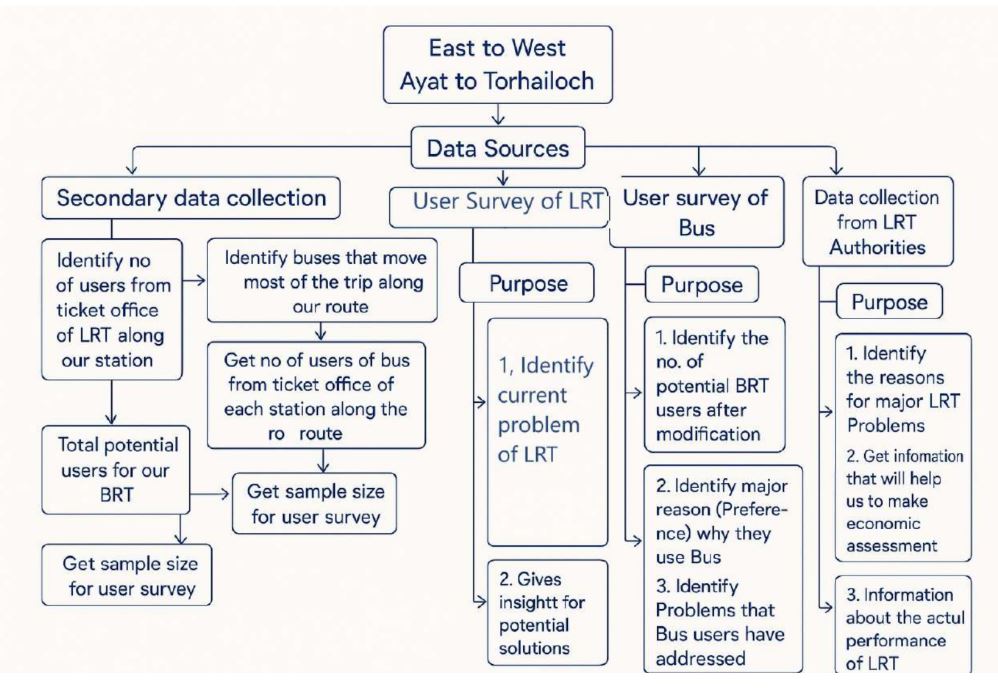 East to West
Ayat to Torhailoch
Data Sources
Secondary data collection
Identify no
of users from
ticket office
of LRT along
our station
Identify buses that move
most of the trip along
our route
Get no of users of bus
from ticket office of
each station along the
ro route
Total potential
users for our
BRT
Get sample size
for user survey
Get sample size
for user survey
User Survey of LRT
Purpose
1, Identify
current
problem
of LRT
2. Gives
insightt for
potential
solutions
User survey of
Bus
Purpose
1. Identify the
no. of
potential BRT
users after
modification
2. Identify major
reason (Prefere-
nce) why they
use Bus
3. Identify
Problems that
Bus users have
addressed
Data collection
from LRT
Authorities
Purpose
1. Identify
the reasons
for major LRT
Problems
2. Get infomation
that will help
us to make
economic
assessment
3. Information
about the actul
performance
of LRT